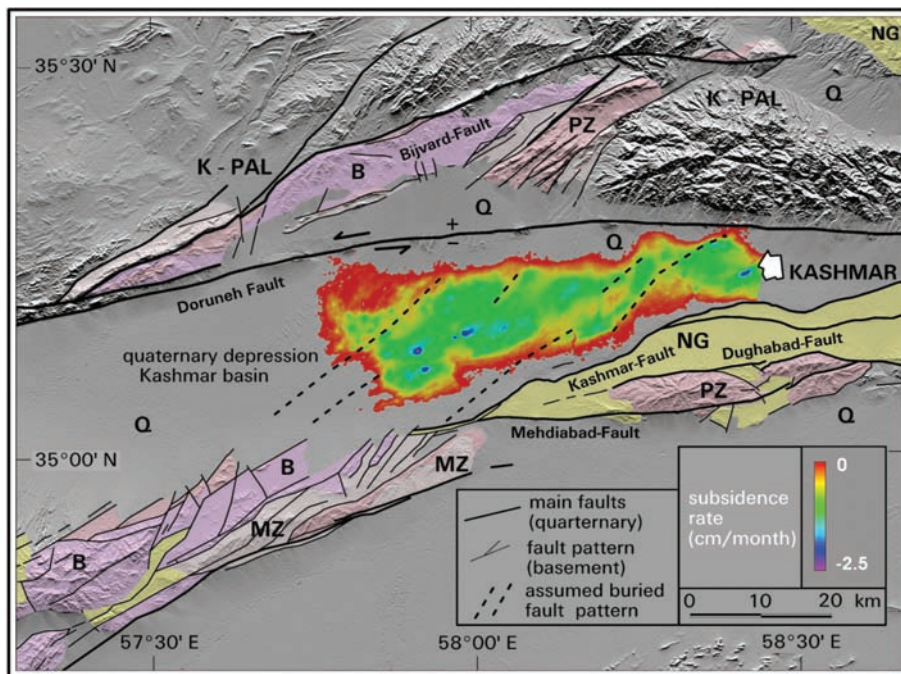 NG
35°30' N
K - PAL
Q
PZ
Bijvard-Fault
K - PAL
B
Q
+
−
Q
KASHMAR
Doruneh Fault
NG
Dughabad-Fault
quaternary depression
Kashmar basin
Kashmar-Fault
PZ
Q
Q
Mehdiabad-Fault
35°00' N
B
MZ
0
main faults
(quarternary)
subsidence
rate
(cm/month)
MZ
fault pattern
(basement)
B
-2.5
assumed buried
fault pattern
0 10 20 km
57°30' E
58°00' E
58°30' E